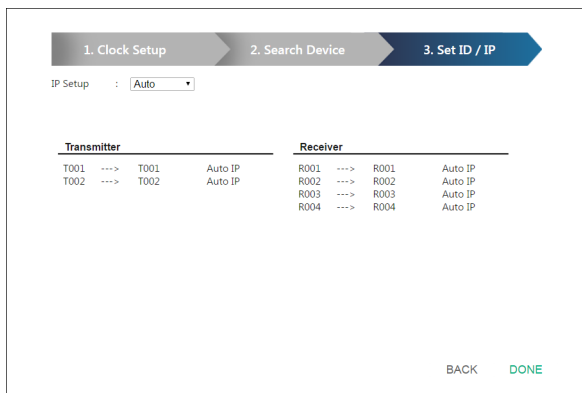 1. Clock Setup 2. Search Device 3. Set ID / IP
IP Setup : Auto
Transmitter
T001 ---> T001 Auto IP
T002 ---> T002 Auto IP
Receiver
R001 ---> R001 Auto IP
R002 ---> R002 Auto IP
R003 ---> R003 Auto IP
R004 ---> R004 Auto IP
BACK DONE